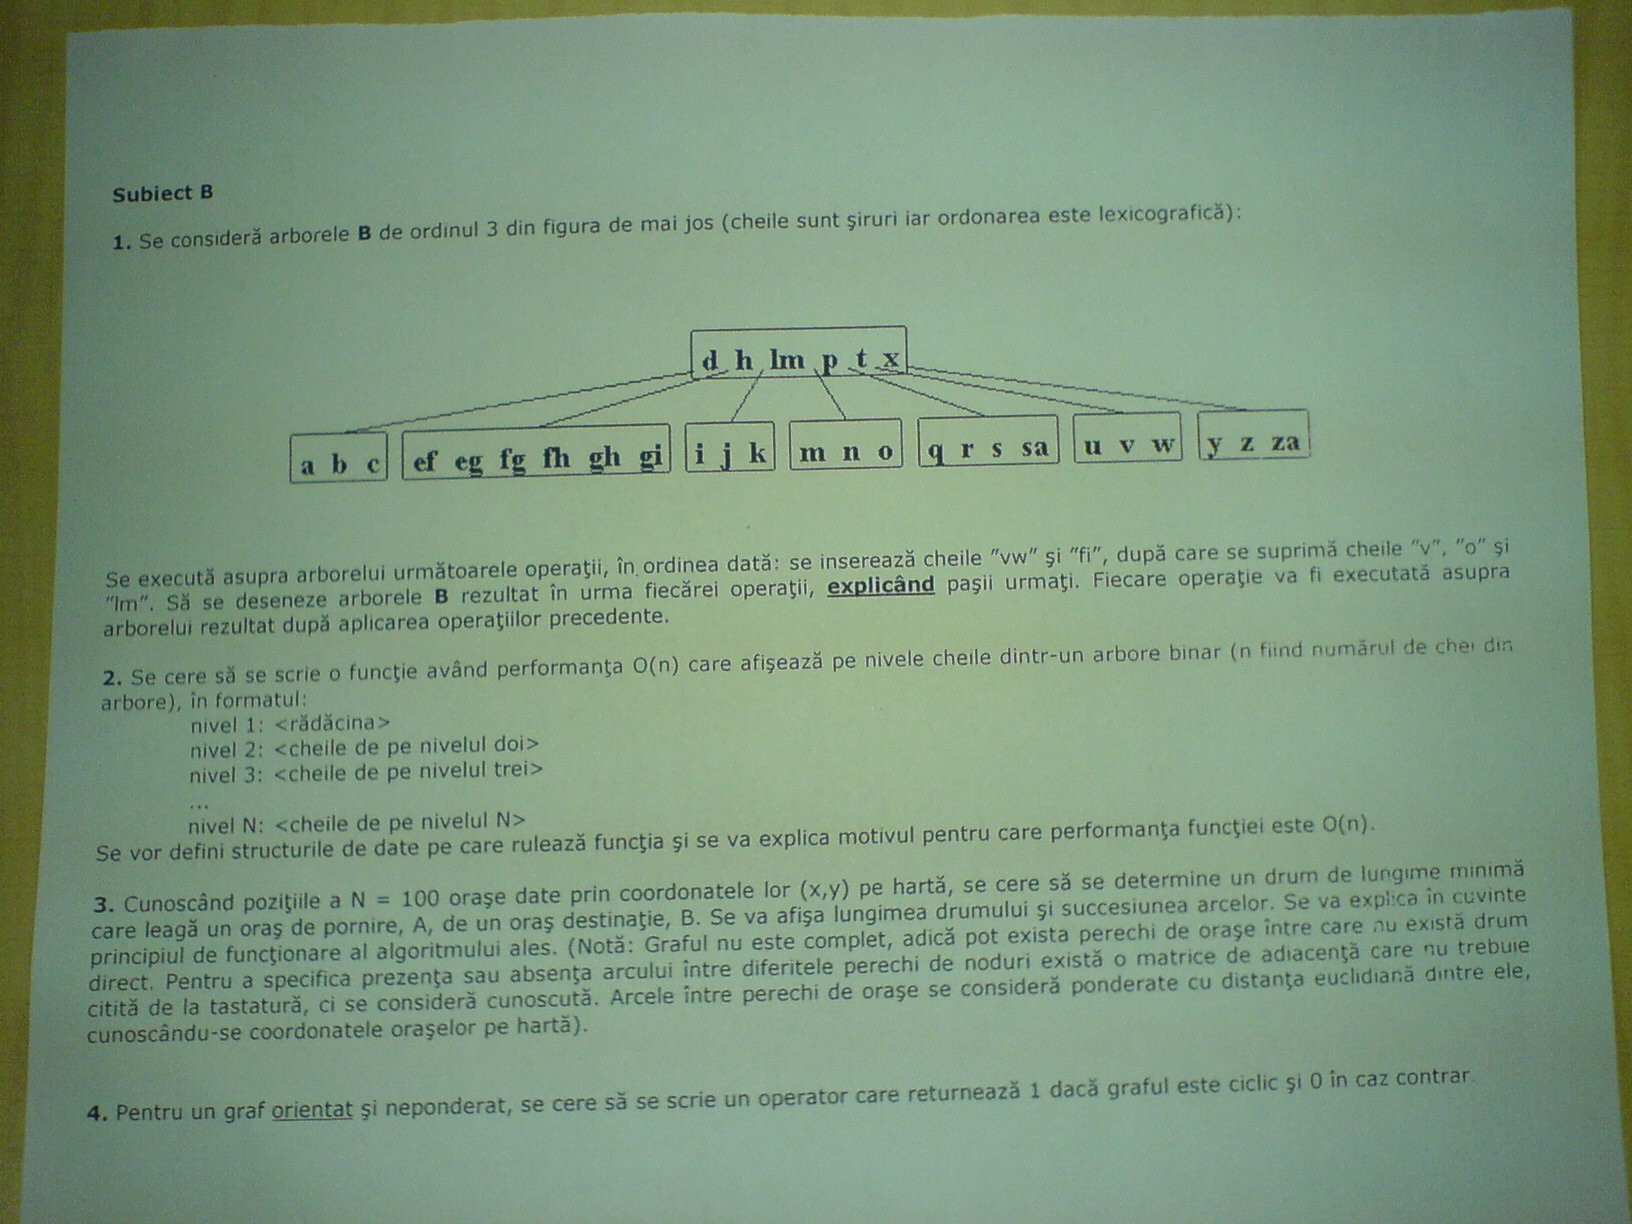 Subiect B
1. Se consideră arborele B de ordinul 3 din figura de mai jos (cheile sunt şiruri iar ordonarea este lexicografică):
d h lm p t x
a b c ef eg fg fh gh gi i j k m n o q r s sa u v w y z za
Se execută asupra arborelui următoarele operaţii, în ordinea dată: se inserează cheile "vw" şi "fi", după care se suprimă cheile "v", "o" şi
"lm". Să se deseneze arborele B rezultat în urma fiecărei operaţii, explicând paşii urmaţi. Fiecare operaţie va fi executată asupra
arborelui rezultat după aplicarea operaţiilor precedente.
2. Se cere să se scrie o funcţie având performanţa O(n) care afişează pe nivele cheile dintr-un arbore binar (n fiind numărul de chei din
arbore), în formatul:
nivel 1: <rădăcina>
nivel 2: <cheile de pe nivelul doi>
nivel 3: <cheile de pe nivelul trei>
...
nivel N: <cheile de pe nivelul N>
Se vor defini structurile de date pe care rulează funcţia şi se va explica motivul pentru care performanţa funcţiei este O(n).
3. Cunoscând poziţiile a N = 100 oraşe date prin coordonatele lor (x,y) pe hartă, se cere să se determine un drum de lungime minimă
care leagă un oraş de pornire, A, de un oraş destinaţie, B. Se va afişa lungimea drumului şi succesiunea arcelor. Se va explica în cuvinte
principiul de funcţionare al algoritmului ales. (Notă: Graful nu este complet, adică pot exista perechi de oraşe între care nu există drum
direct. Pentru a specifica prezenţa sau absenţa arcului între diferitele perechi de noduri există o matrice de adiacenţă care nu trebuie
citită de la tastatură, ci se consideră cunoscută. Arcele între perechi de oraşe se consideră ponderate cu distanţa euclidiană dintre ele,
cunoscându-se coordonatele oraşelor pe hartă).
4. Pentru un graf orientat şi neponderat, se cere să se scrie un operator care returnează 1 dacă graful este ciclic şi 0 în caz contrar.